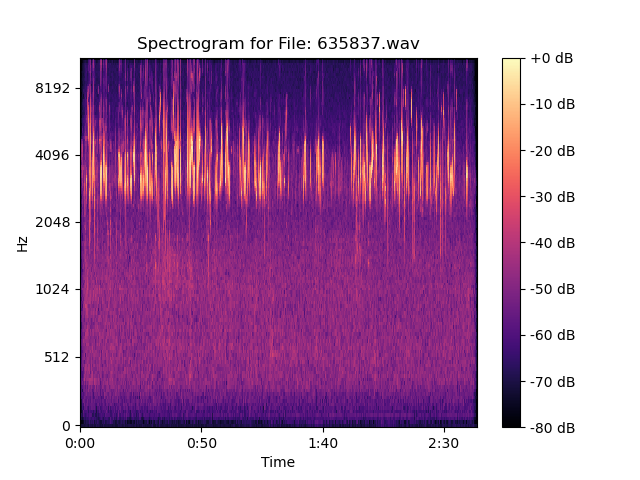 Spectrogram for File: 635837.wav
Hz
8192
4096
2048
1024
512
0
0:00 0:50 1:40 2:30
Time
+0 dB
-10 dB
-20 dB
-30 dB
-40 dB
-50 dB
-60 dB
-70 dB
-80 dB